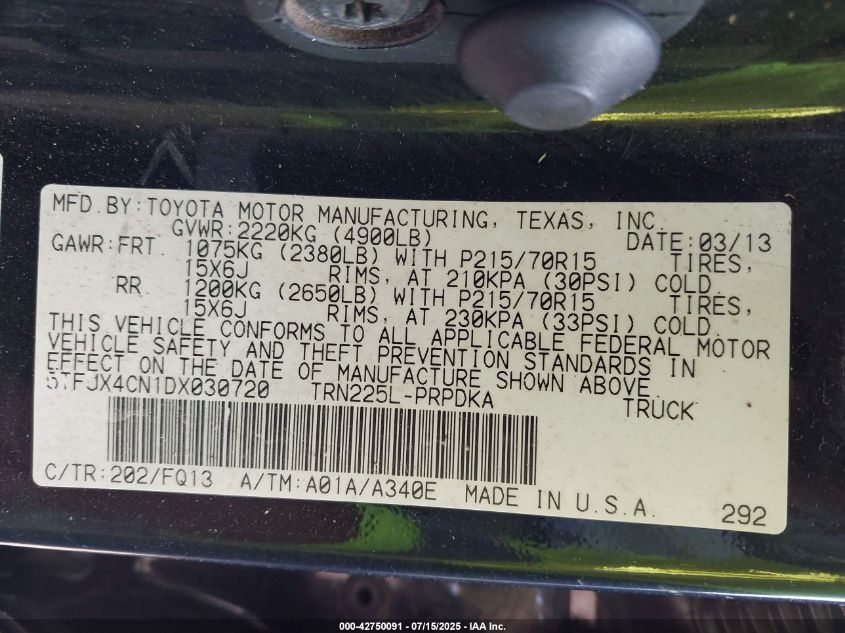 MFD. BY: TOYOTA MOTOR MANUFACTURING, TEXAS, INC.
GVWR: 2220KG (4900LB) DATE: 03/13
GAWR: FRT. 1075KG (2380LB) WITH P215/70R15 TIRES,
15X6J RIMS, AT 210KPA (30PSI) COLD.
RR 1200KG (2650LB) WITH P215/70R15 TIRES,
15X6J RIMS, AT 230KPA (33PSI) COLD.
THIS VEHICLE CONFORMS TO ALL APPLICABLE FEDERAL MOTOR
VEHICLE SAFETY AND THEFT PREVENTION STANDARDS IN
EFFECT ON THE DATE OF MANUFACTURE SHOWN ABOVE
5TFJX4CN1DX030720 TRN225L-PRPDKA TRUCK
C/TR: 202/FQ13 A/TM: A01A/A340E MADE IN U.S.A. 292
000-42750091 - 07/15/2025 - IAA Inc.